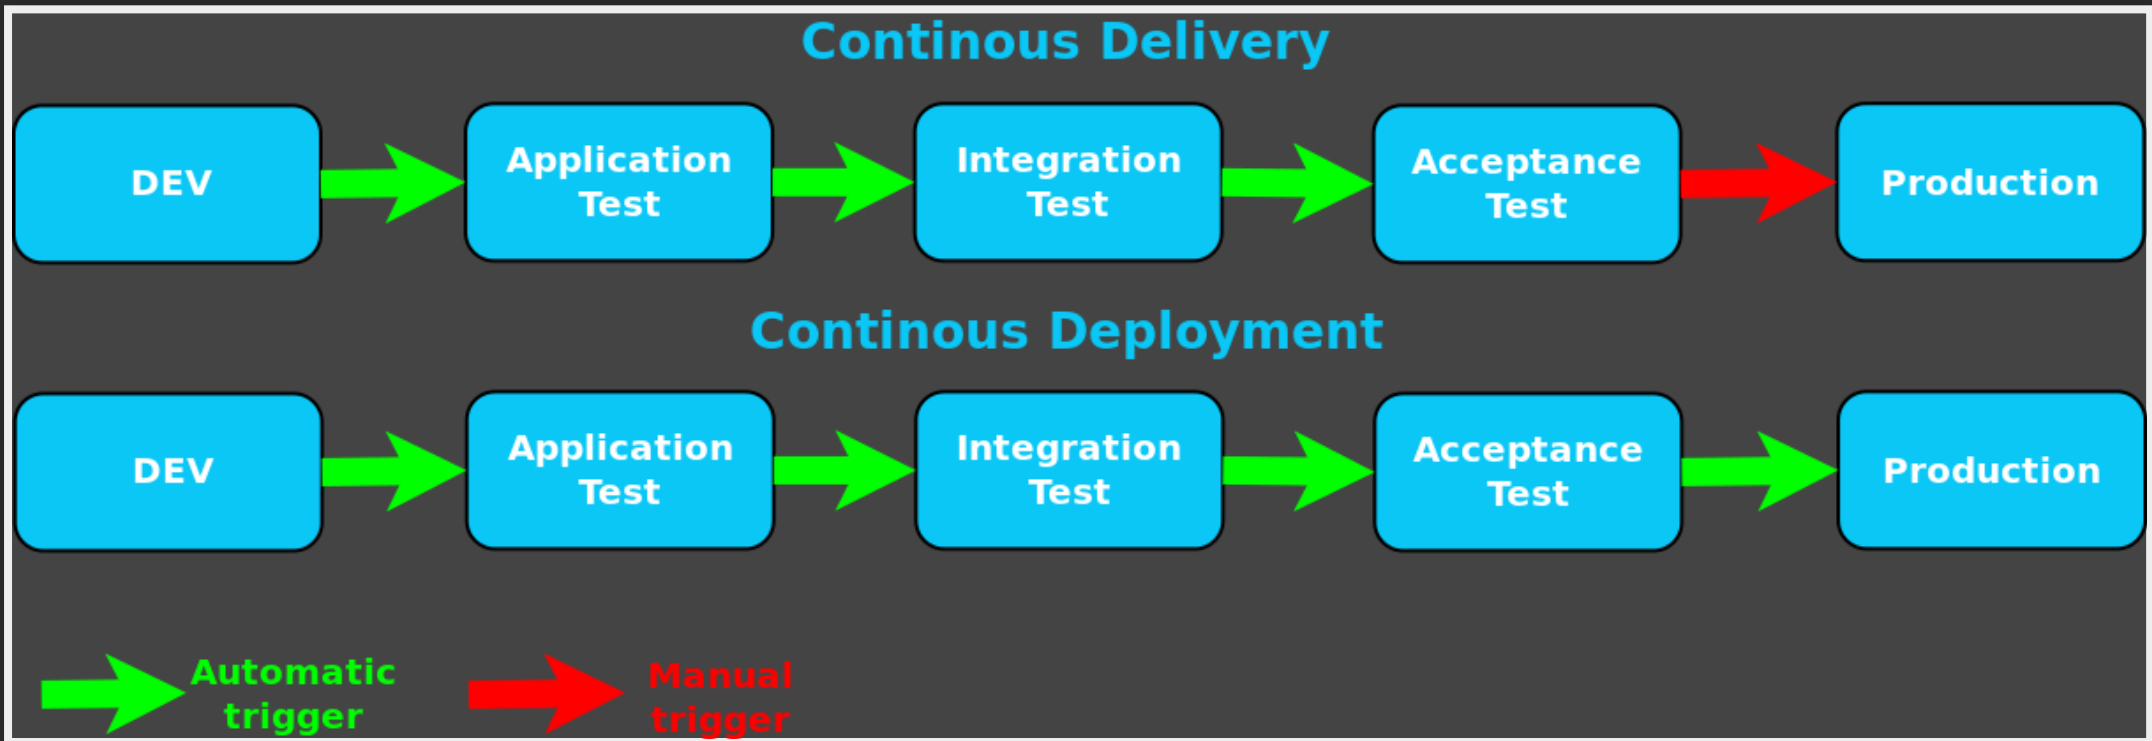 Continous Delivery
DEV
Application
Test
Integration
Test
Acceptance
Test
Production
Continous Deployment
DEV
Application
Test
Integration
Test
Acceptance
Test
Production
Automatic
trigger
Manual
trigger